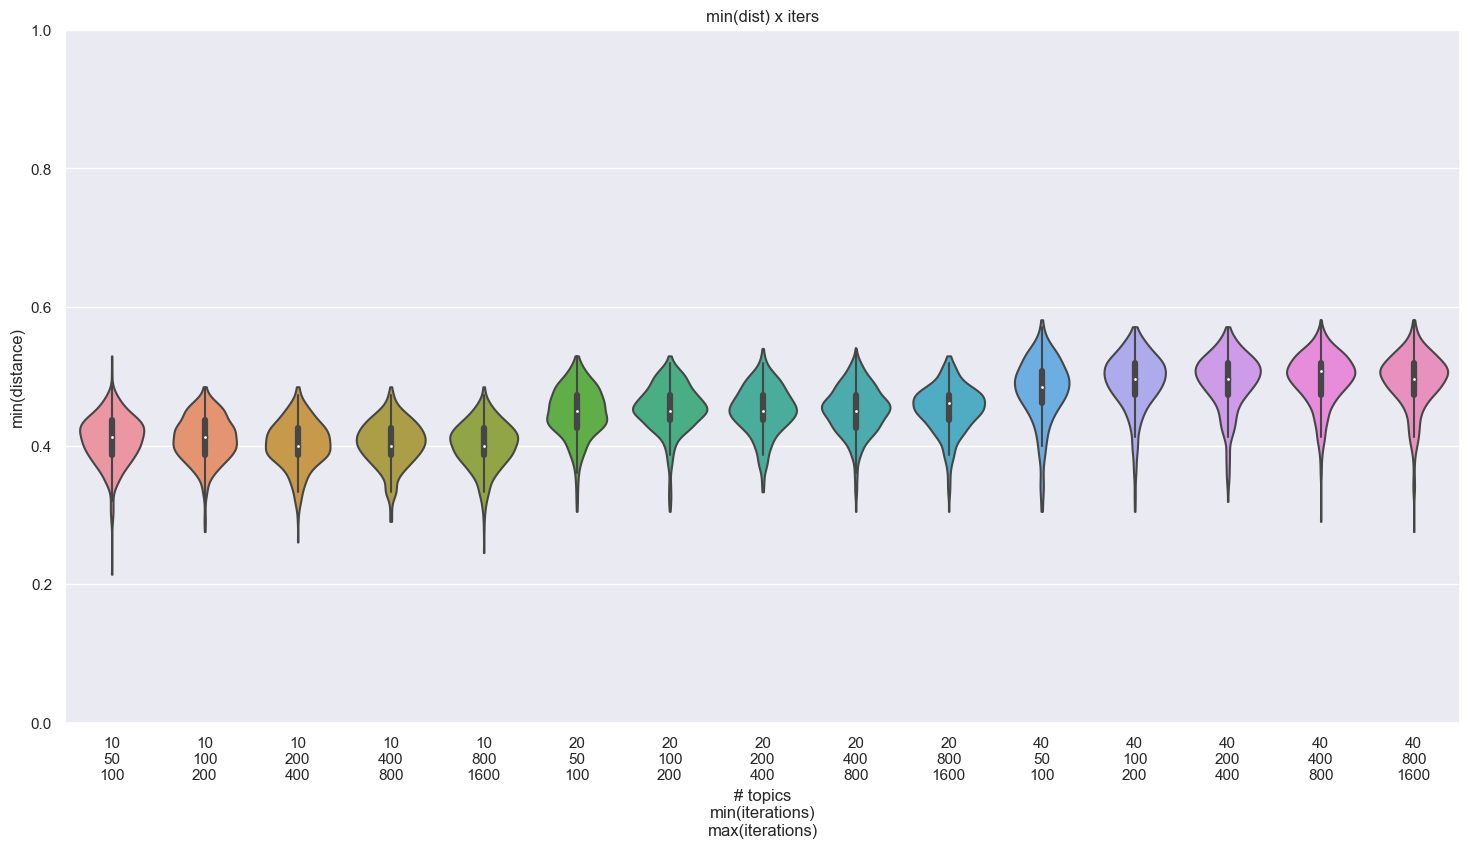 min(dist) x iters
1.0
0.8
0.6
0.4
0.2
0.0
min(distance)
10 10 10 10 10 20 20 20 20 20 40 40 40 40 40
50 100 200 400 800 50 100 200 400 800 50 100 200 400 800
100 200 400 800 1600 100 200 400 800 1600 100 200 400 800 1600
# topics
min(iterations)
max(iterations)